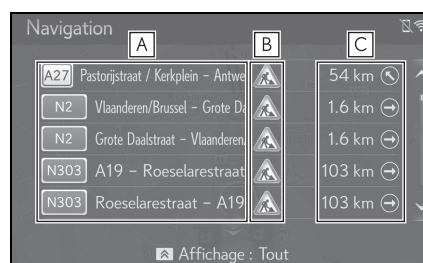 Navigation
A B C
A27 Pastorijstraat / Kerkplein – Antwe 54 km
N2 Vlaanderen/Brussel – Grote Da 1.6 km
N2 Grote Daalstraat – Vlaanderen 1.6 km
N303 A19 – Roeselarestraat 103 km
N303 Roeselarestraat – A19 103 km
Affichage : Tout